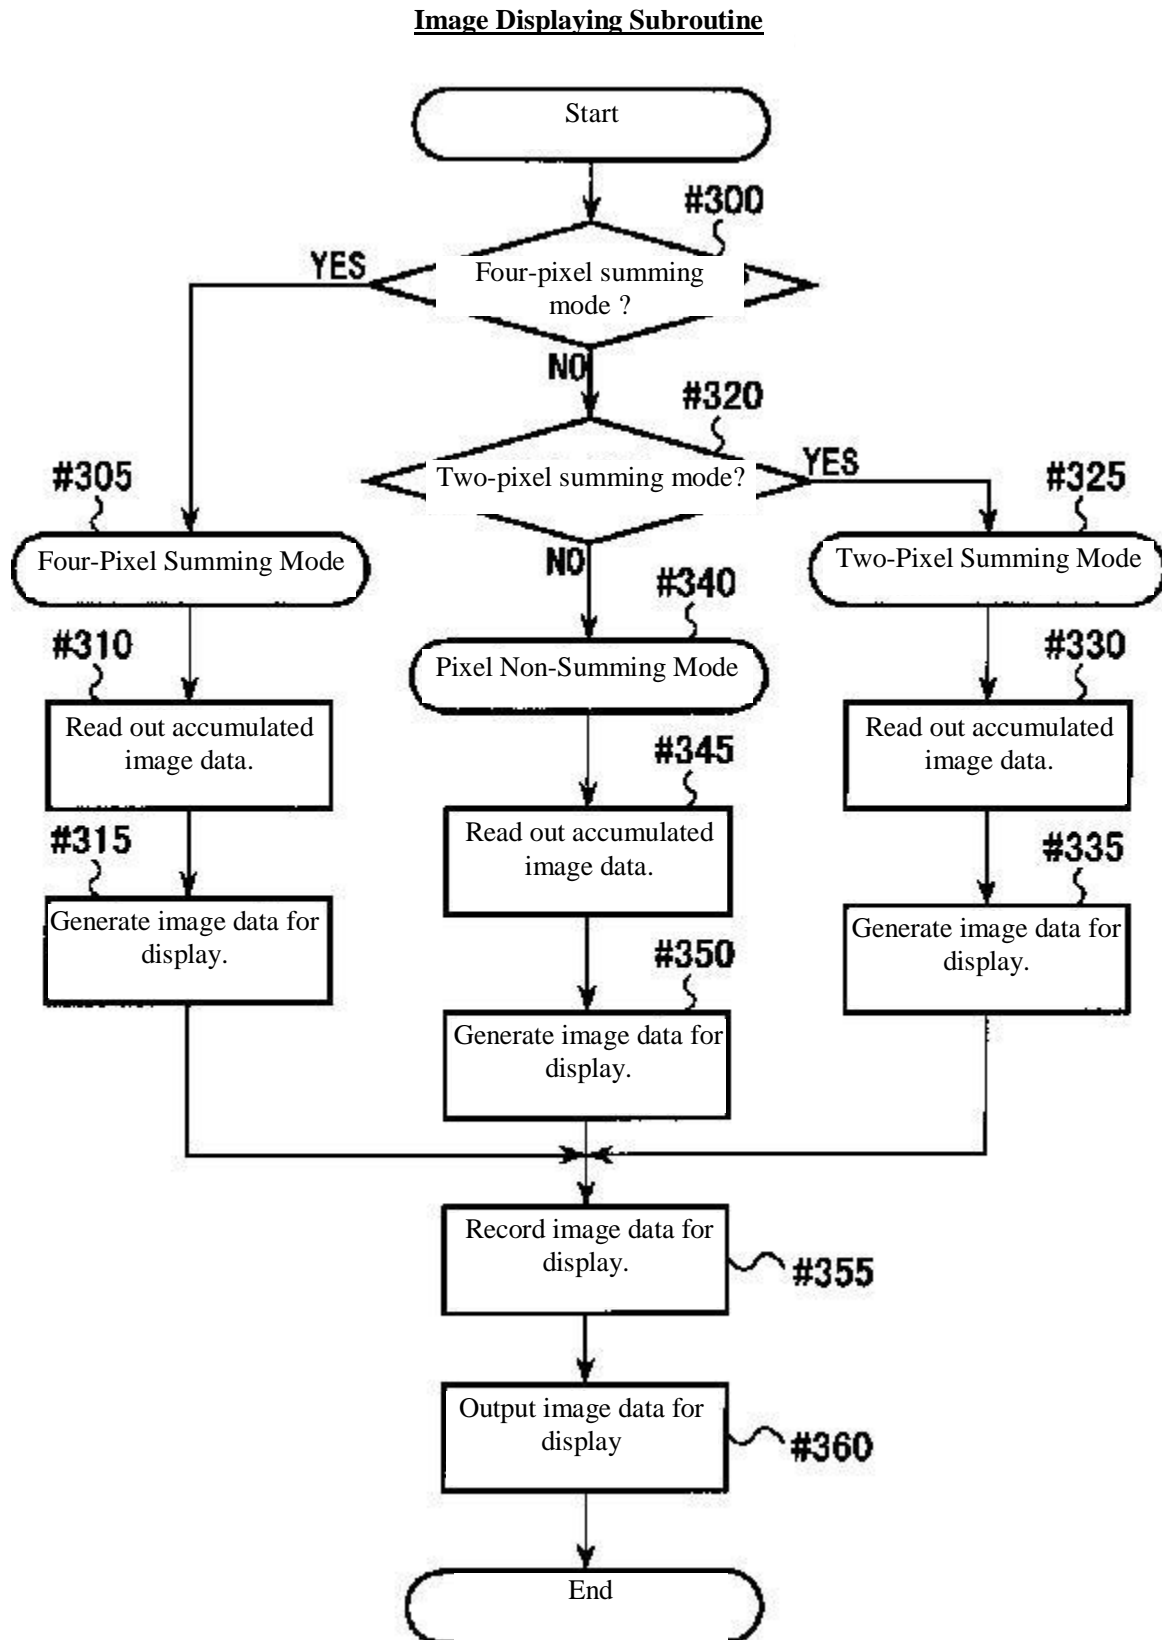 Image Displaying Subroutine
Start
#300
YES
Four-pixel summing
mode ?
NO
#320
Two-pixel summing mode?
YES
#305
#325
Four-Pixel Summing Mode
NO
Two-Pixel Summing Mode
#340
#310
Pixel Non-Summing Mode
#330
Read out accumulated
image data.
Read out accumulated
image data.
#345
#315
Read out accumulated
image data.
#335
Generate image data for
display.
Generate image data for
display.
#350
Generate image data for
display.
Record image data for
display.
#355
Output image data for
display
#360
End